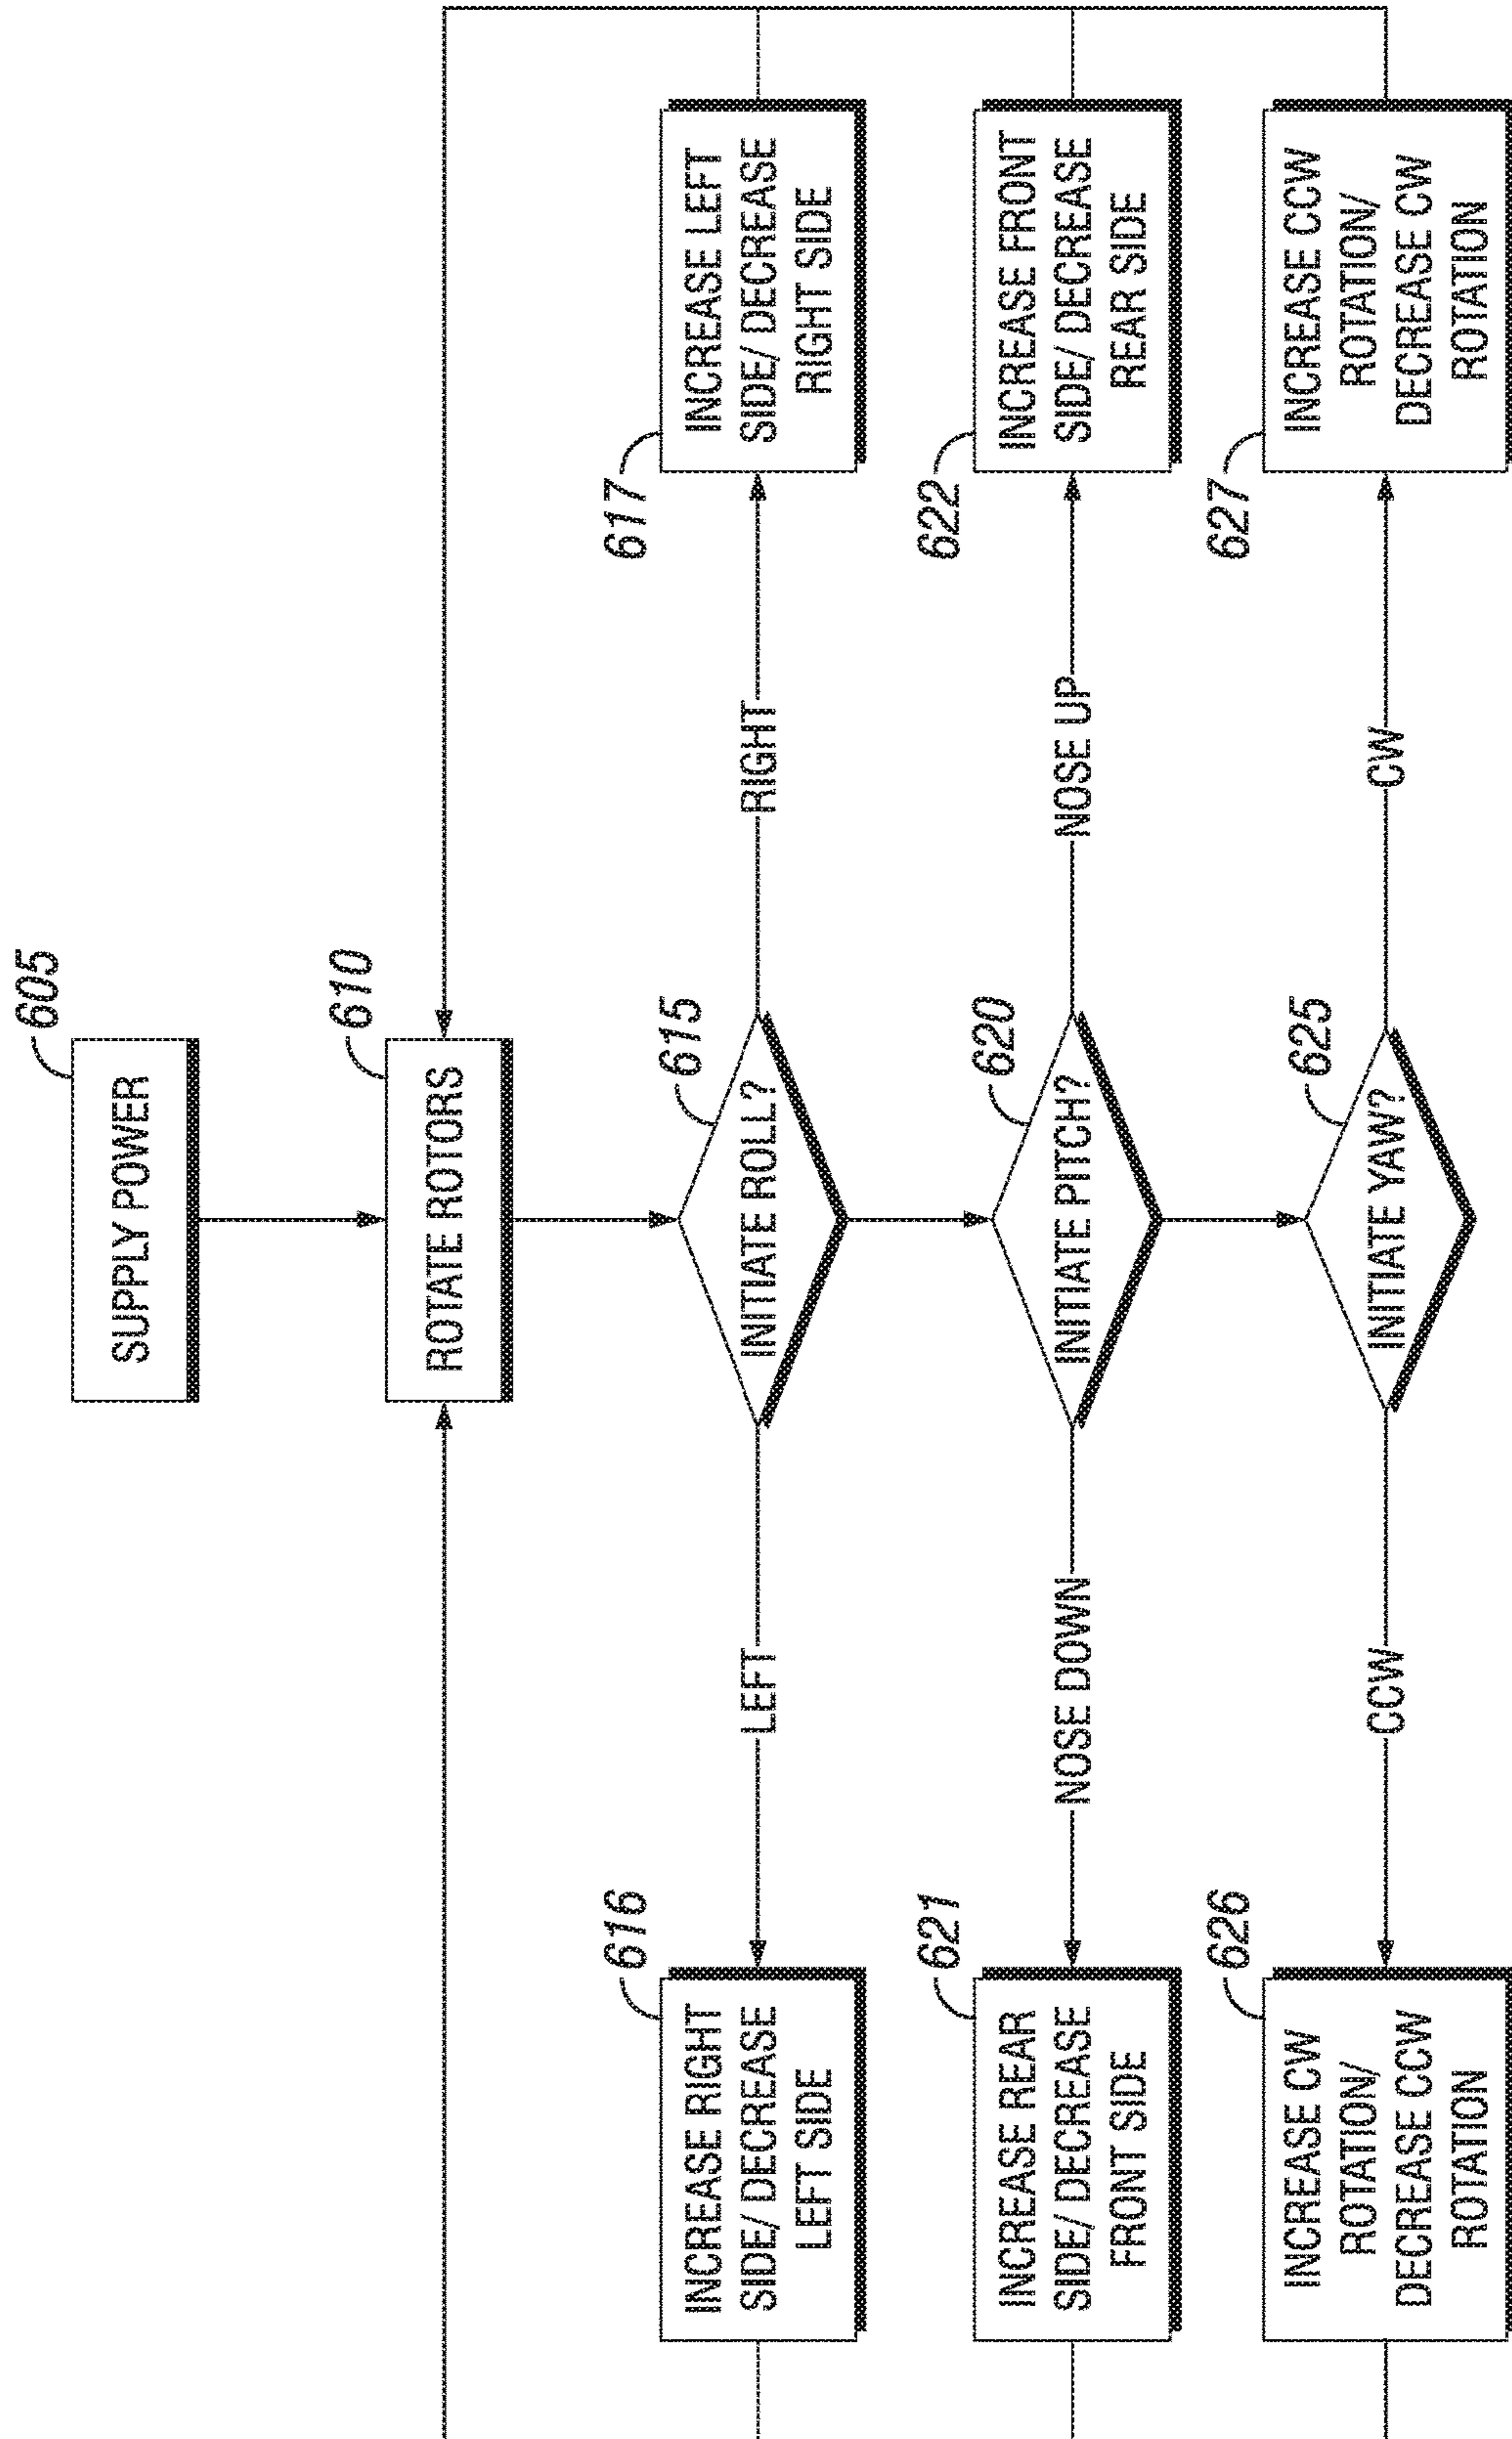 605
SUPPLY POWER
610
ROTATE ROTORS
616
INCREASE RIGHT
SIDE/ DECREASE
LEFT SIDE
LEFT
615
INITIATE ROLL?
RIGHT
617
INCREASE LEFT
SIDE/ DECREASE
RIGHT SIDE
621
INCREASE REAR
SIDE/ DECREASE
FRONT SIDE
NOSE DOWN
620
INITIATE PITCH?
NOSE UP
622
INCREASE FRONT
SIDE/ DECREASE
REAR SIDE
626
INCREASE CW
ROTATION/
DECREASE CCW
ROTATION
CCW
625
INITIATE YAW?
CW
627
INCREASE CCW
ROTATION/
DECREASE CW
ROTATION